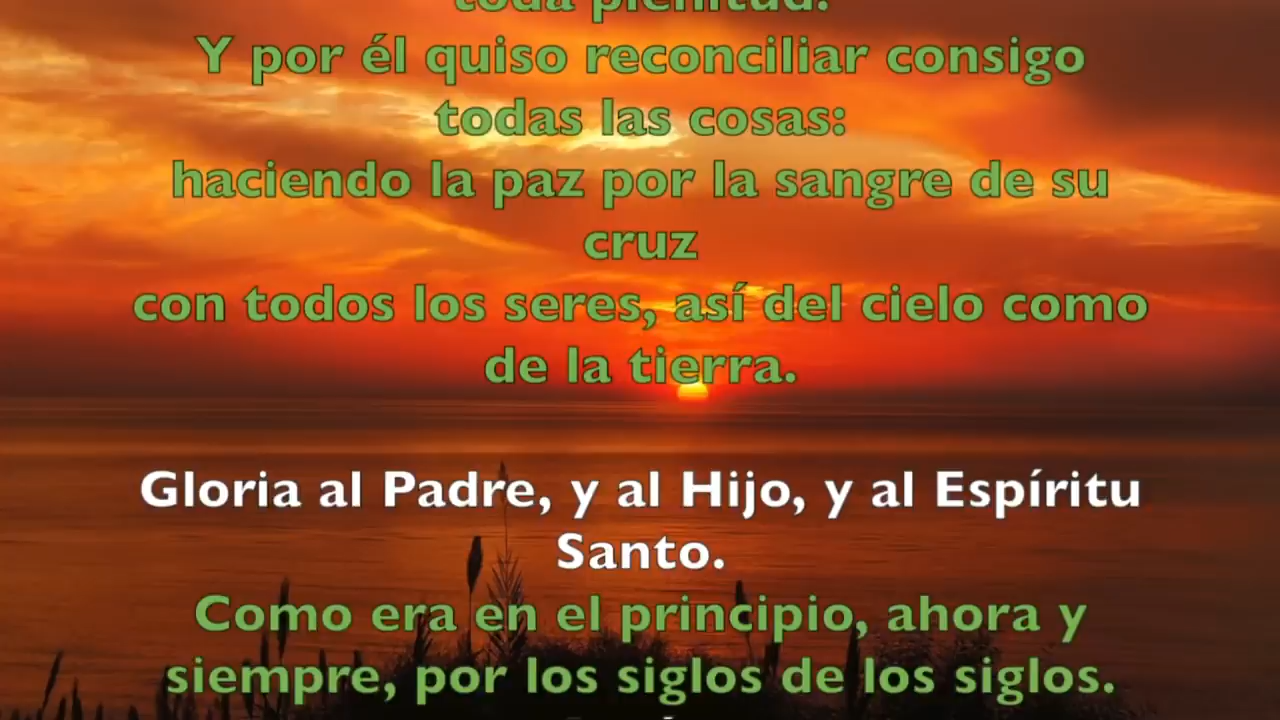 toda plenitud.
Y por él quiso reconciliar consigo
todas las cosas:
haciendo la paz por la sangre de su
cruz
con todos los seres, así del cielo como
de la tierra.
Gloria al Padre, y al Hijo, y al Espíritu
Santo.
Como era en el principio, ahora y
siempre, por los siglos de los siglos.